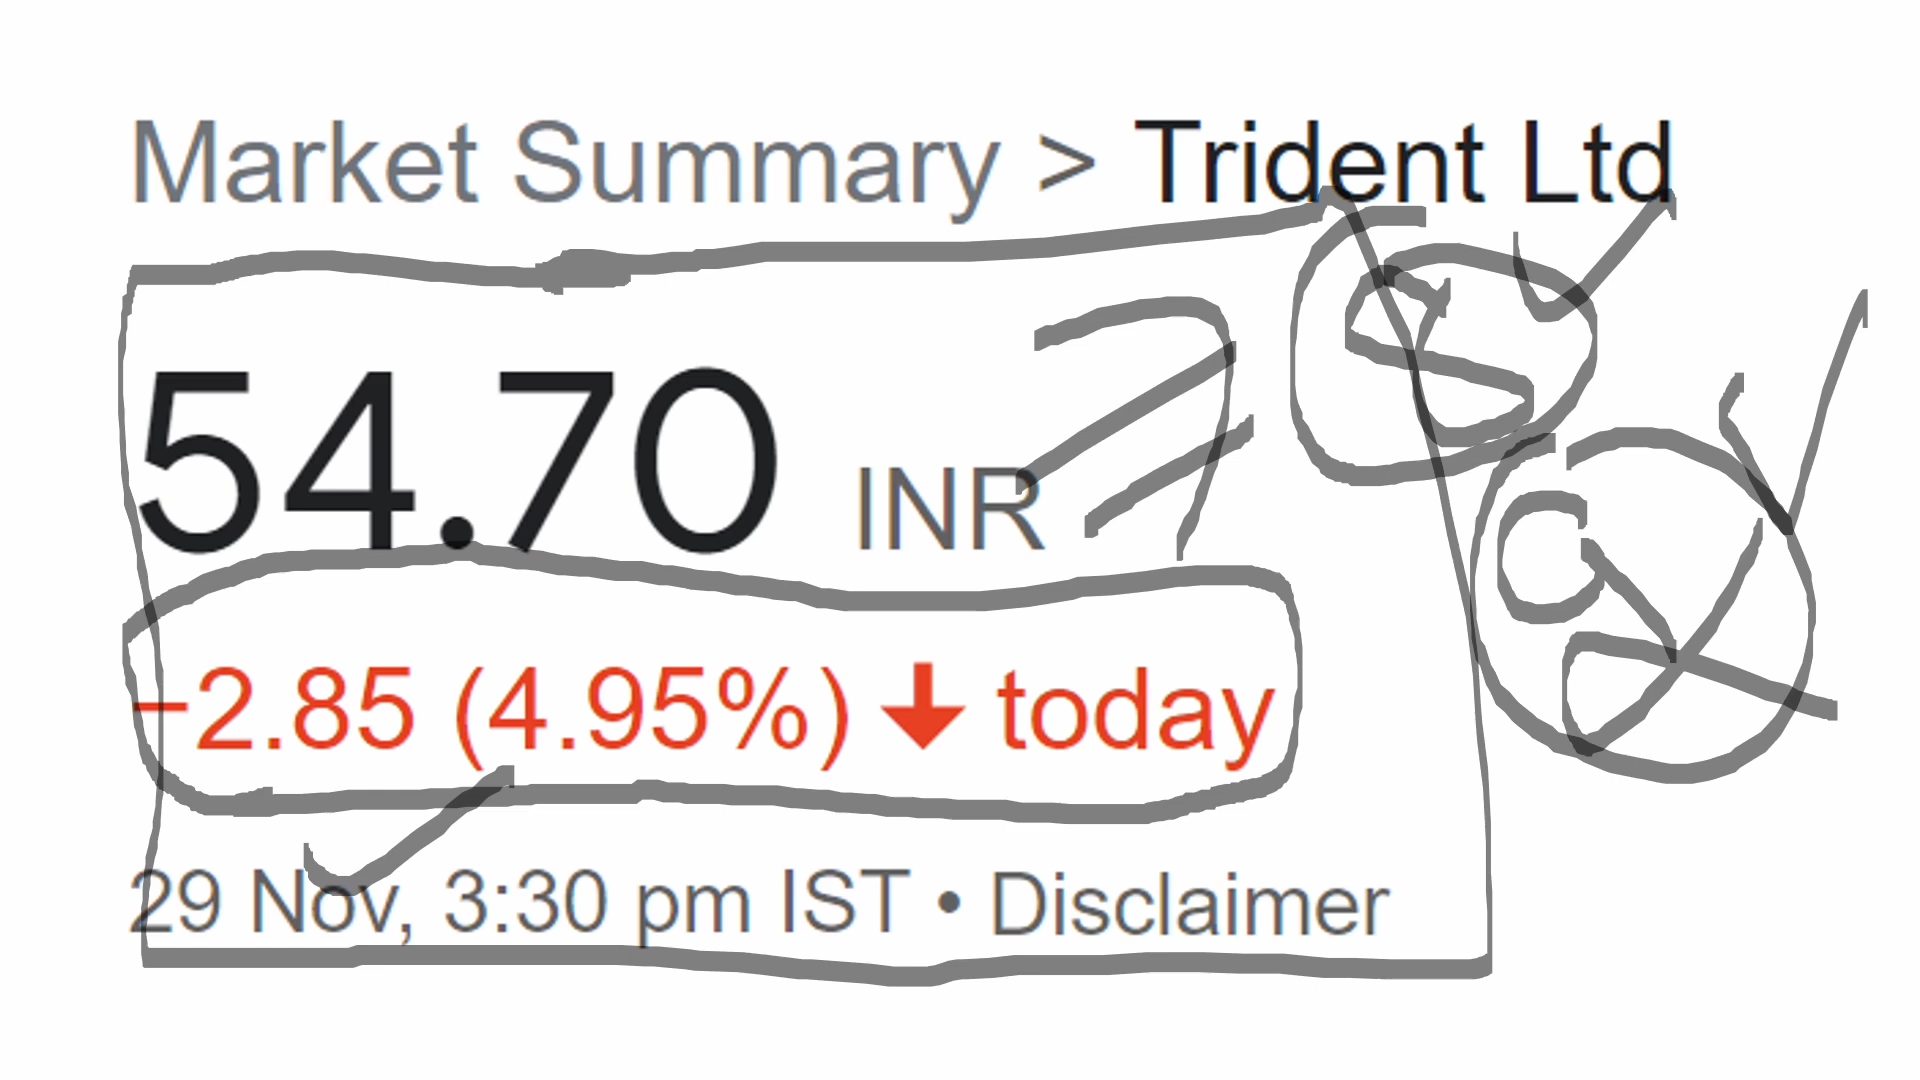 Market Summary > Trident Ltd
54.70 INR
−2.85 (4.95%) ↓ today
29 Nov, 3:30 pm IST • Disclaimer